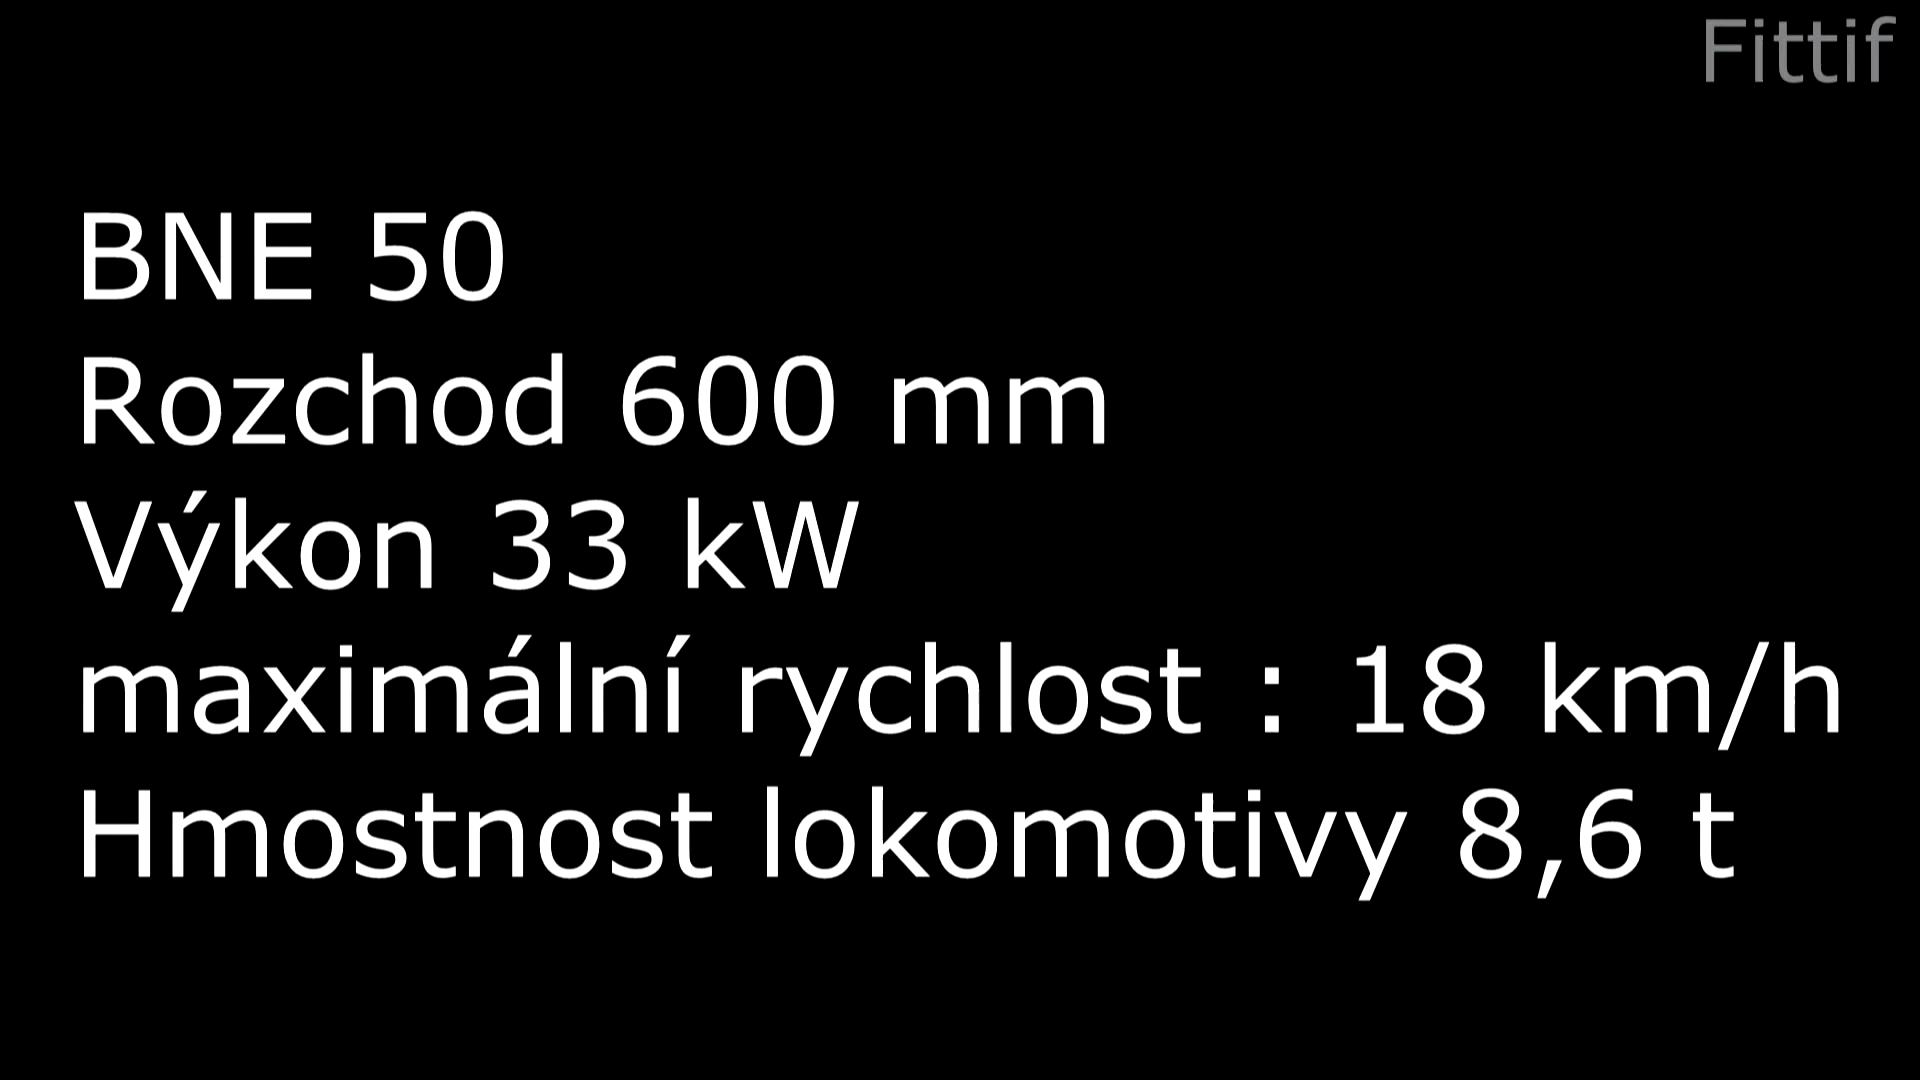 Fittif
BNE 50
Rozchod 600 mm
Výkon 33 kW
maximální rychlost : 18 km/h
Hmostnost lokomotivy 8,6 t